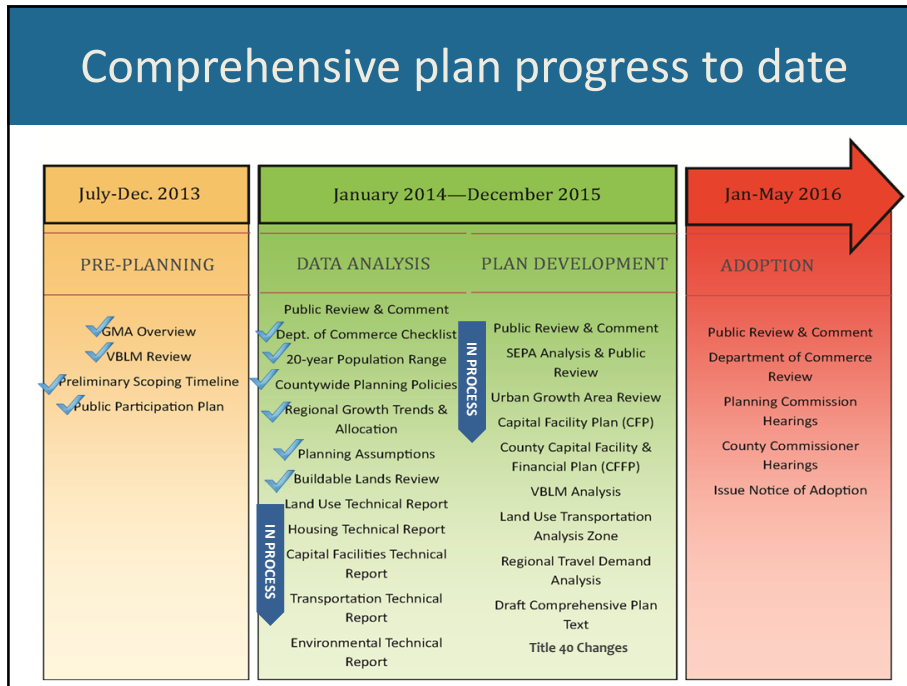 Comprehensive plan progress to date
July-Dec. 2013
PRE-PLANNING
GMA Overview
VBLM Review
Preliminary Scoping Timeline
Public Participation Plan
January 2014—December 2015
DATA ANALYSIS
Public Review & Comment
Dept. of Commerce Checklist
20-year Population Range
Countywide Planning Policies
Regional Growth Trends &
Allocation
Planning Assumptions
Buildable Lands Review
Land Use Technical Report
Housing Technical Report
Capital Facilities Technical
Report
Transportation Technical
Report
Environmental Technical
Report
IN PROCESS
PLAN DEVELOPMENT
IN PROCESS
Public Review & Comment
SEPA Analysis & Public
Review
Urban Growth Area Review
Capital Facility Plan (CFP)
County Capital Facility &
Financial Plan (CFFP)
VBLM Analysis
Land Use Transportation
Analysis Zone
Regional Travel Demand
Analysis
Draft Comprehensive Plan
Text
Title 40 Changes
Jan-May 2016
ADOPTION
Public Review & Comment
Department of Commerce
Review
Planning Commission
Hearings
County Commissioner
Hearings
Issue Notice of Adoption